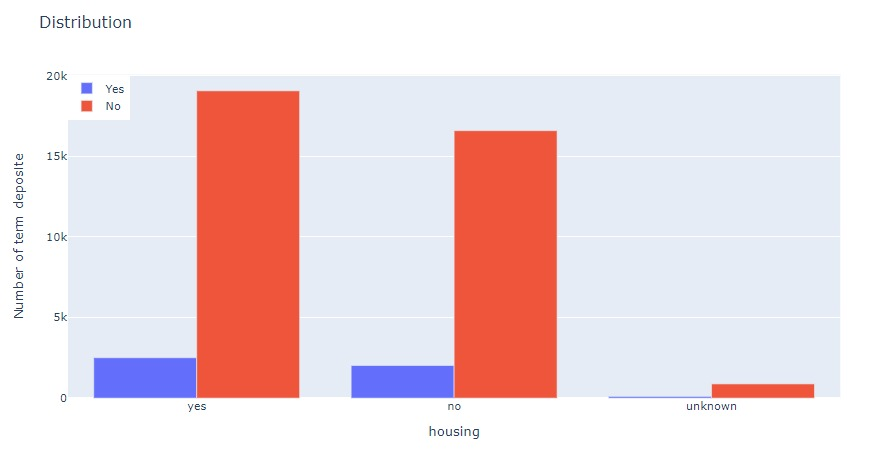 Distribution
Yes
No
20k
15k
10k
5k
0
Number of term deposite
yes
no
unknown
housing